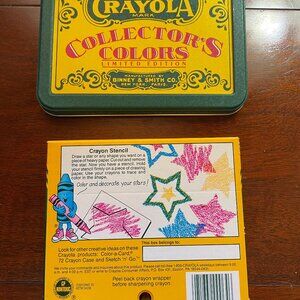 CRAYOLA
MARK
COLLECTOR'S
COLORS
LIMITED EDITION
MANUFACTURED BY
BINNEY & SMITH CO.
NEW YORK PARIS
Crayon Stencil
Draw a star or any shape you want on a
piece of heavy paper. Cut out and remove
the star. Now you have a stencil. Hold
your stencil firmly on a piece of drawing
paper. Use your crayons to trace and
color in the shape.
Color and decorate your stars!
Look for other creative ideas on these
Crayola products: Color-a-Card,
72 Crayon Case and Sketch 'n' Go.
This box belongs to:
Peel back crayon wrapper
before sharpening crayon.